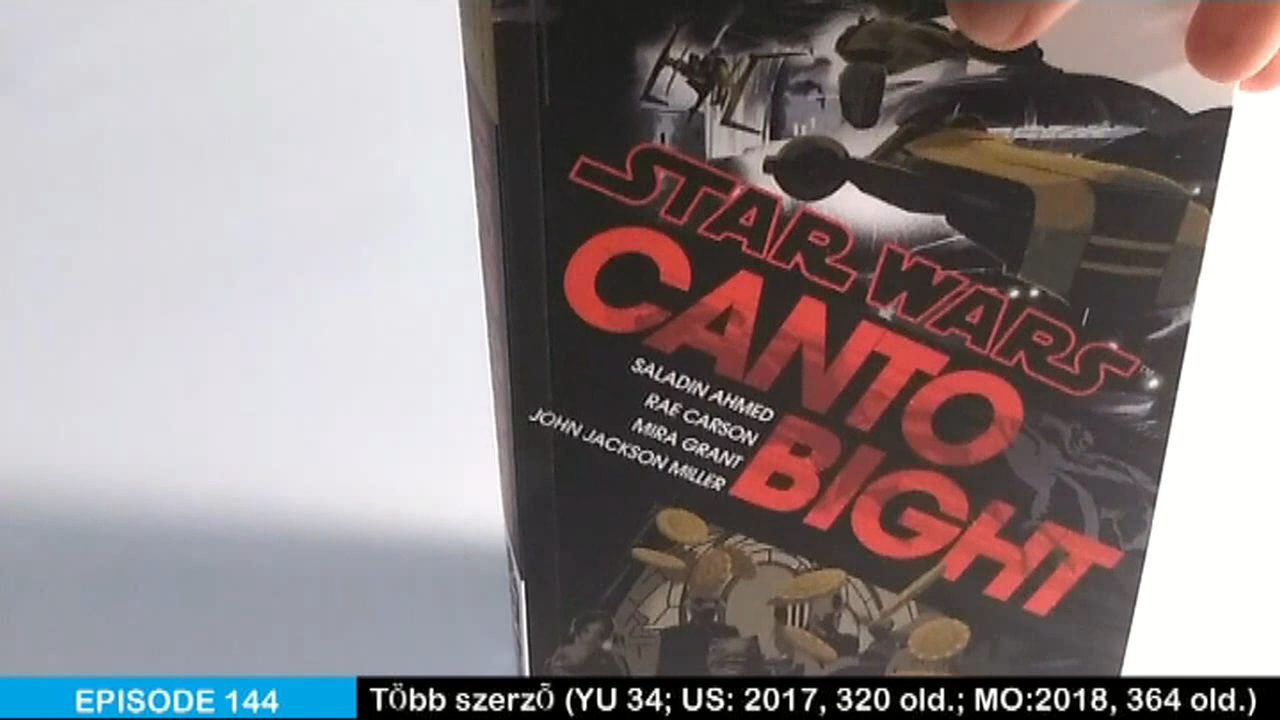 STAR WARS
CANTO
BIGHT
SALADIN AHMED
RAE CARSON
MIRA GRANT
JOHN JACKSON MILLER
EPISODE 144
Több szerzõ (YU 34; US: 2017, 320 old.; MO:2018, 364 old.)